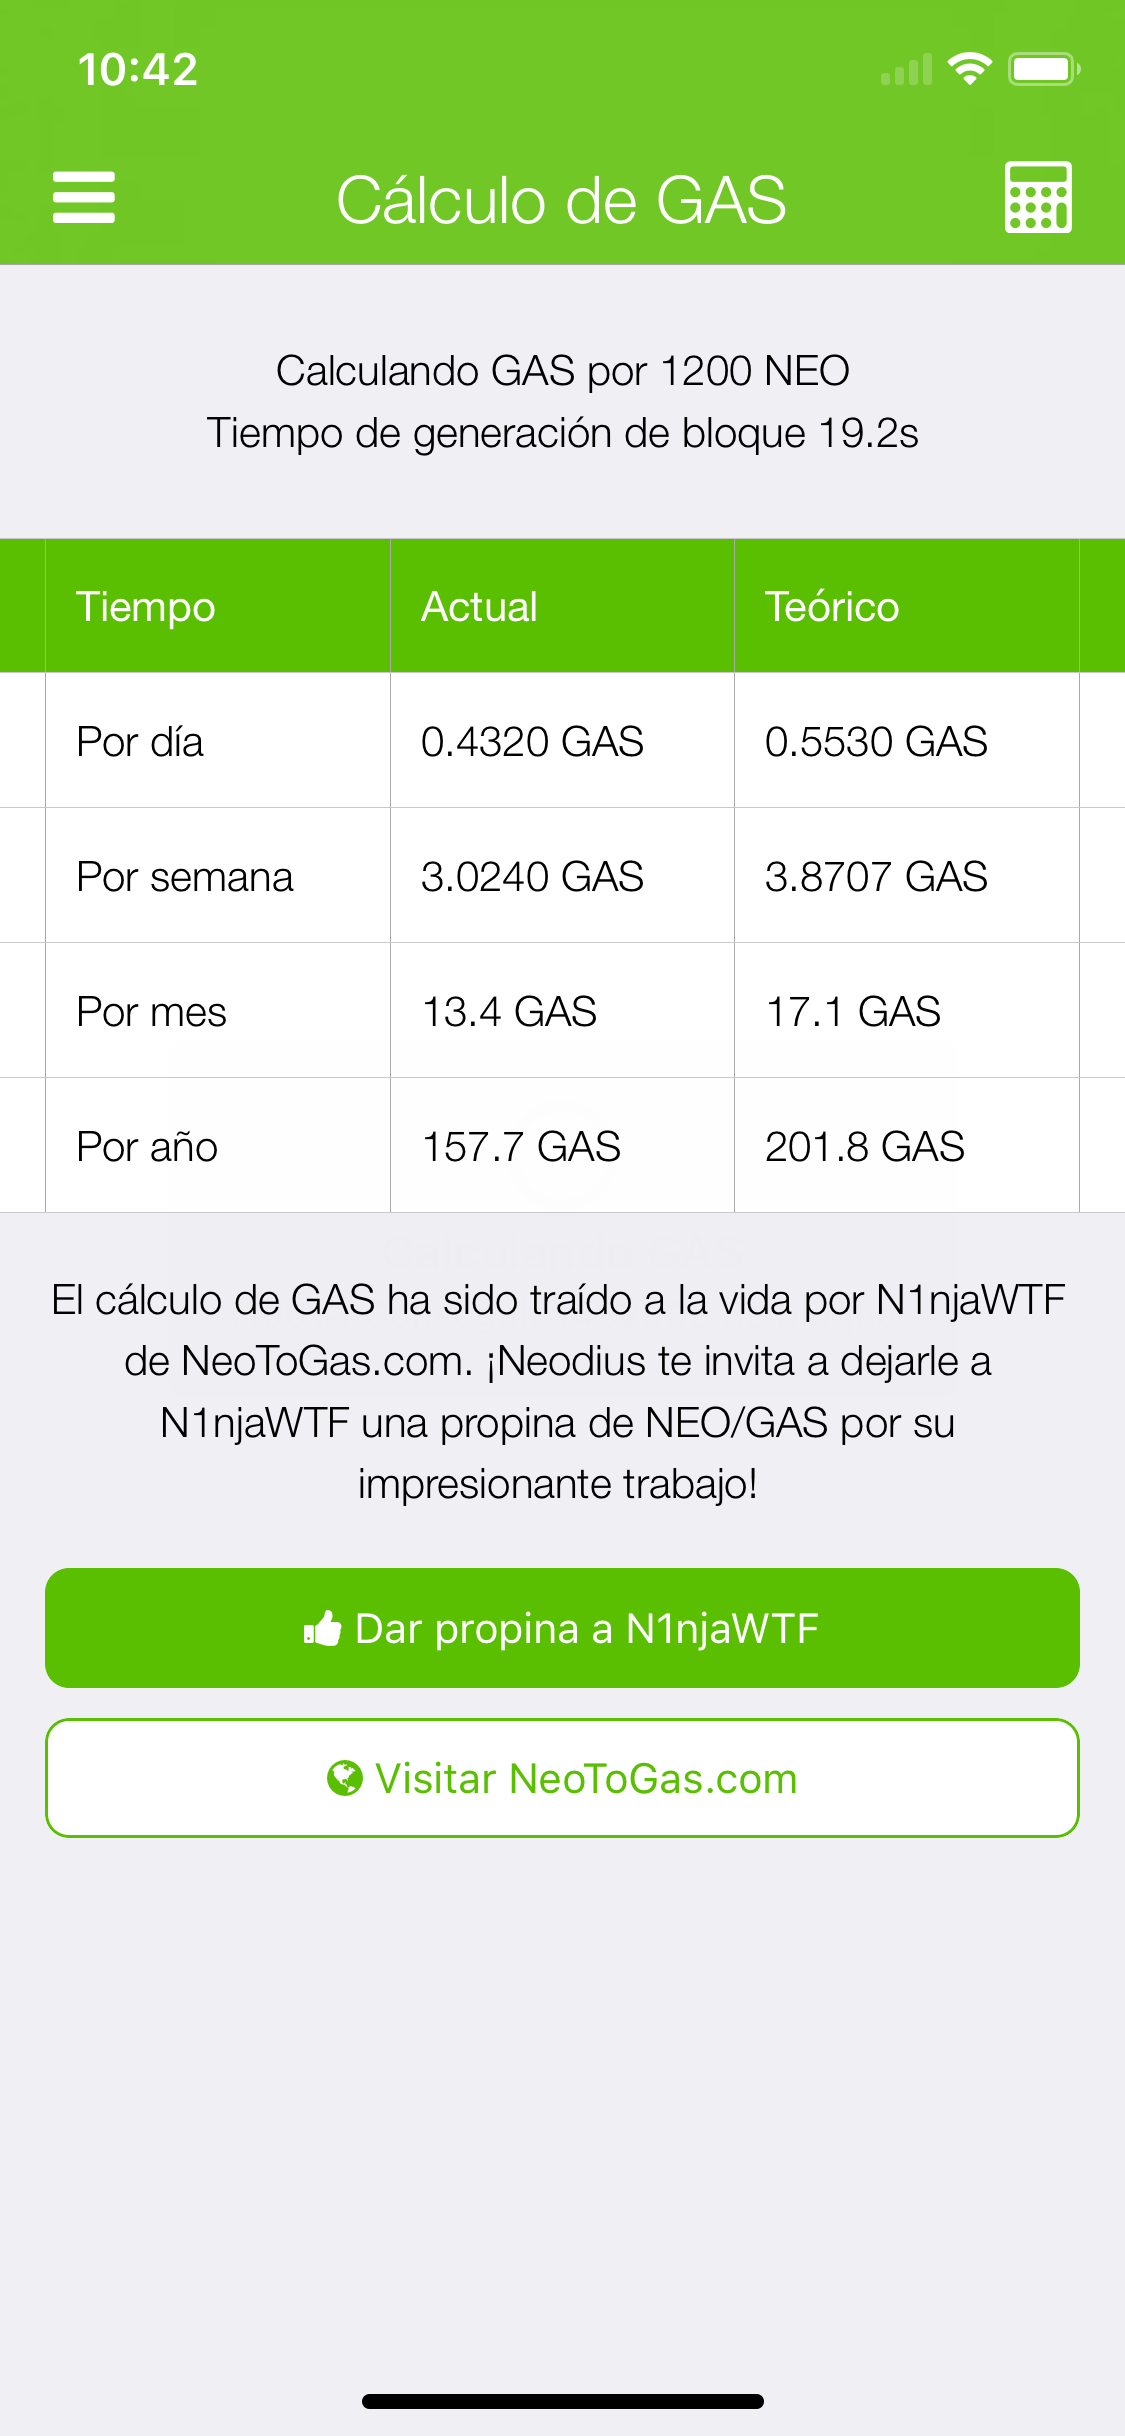 10:42
Cálculo de GAS
Calculando GAS por 1200 NEO
Tiempo de generación de bloque 19.2s
Tiempo Actual Teórico
Por día 0.4320 GAS 0.5530 GAS
Por semana 3.0240 GAS 3.8707 GAS
Por mes 13.4 GAS 17.1 GAS
Por año 157.7 GAS 201.8 GAS
El cálculo de GAS ha sido traído a la vida por N1njaWTF
de NeoToGas.com. ¡Neodius te invita a dejarle a
N1njaWTF una propina de NEO/GAS por su
impresionante trabajo!
Dar propina a N1njaWTF
Visitar NeoToGas.com